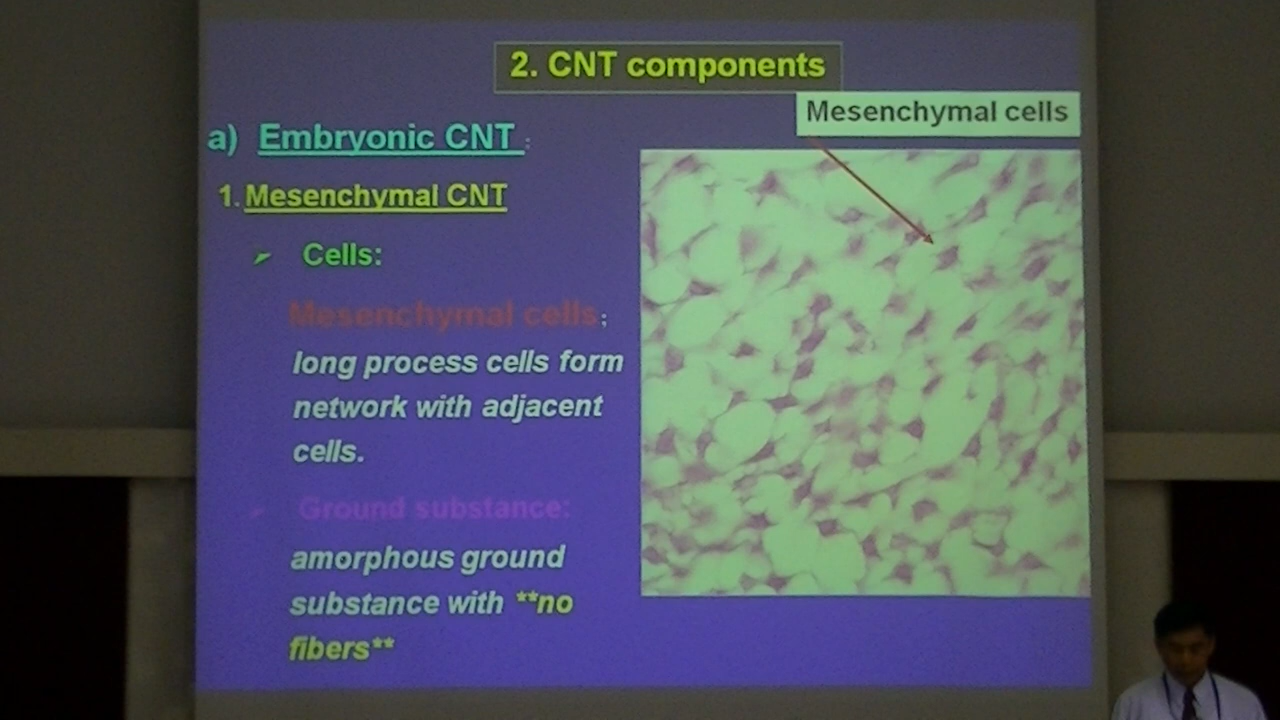 2. CNT components
Mesenchymal cells
a) Embryonic CNT :
1. Mesenchymal CNT
➢ Cells:
Mesenchymal cells;
long process cells form
network with adjacent
cells.
➢ Ground substance:
amorphous ground
substance with **no
fibers**